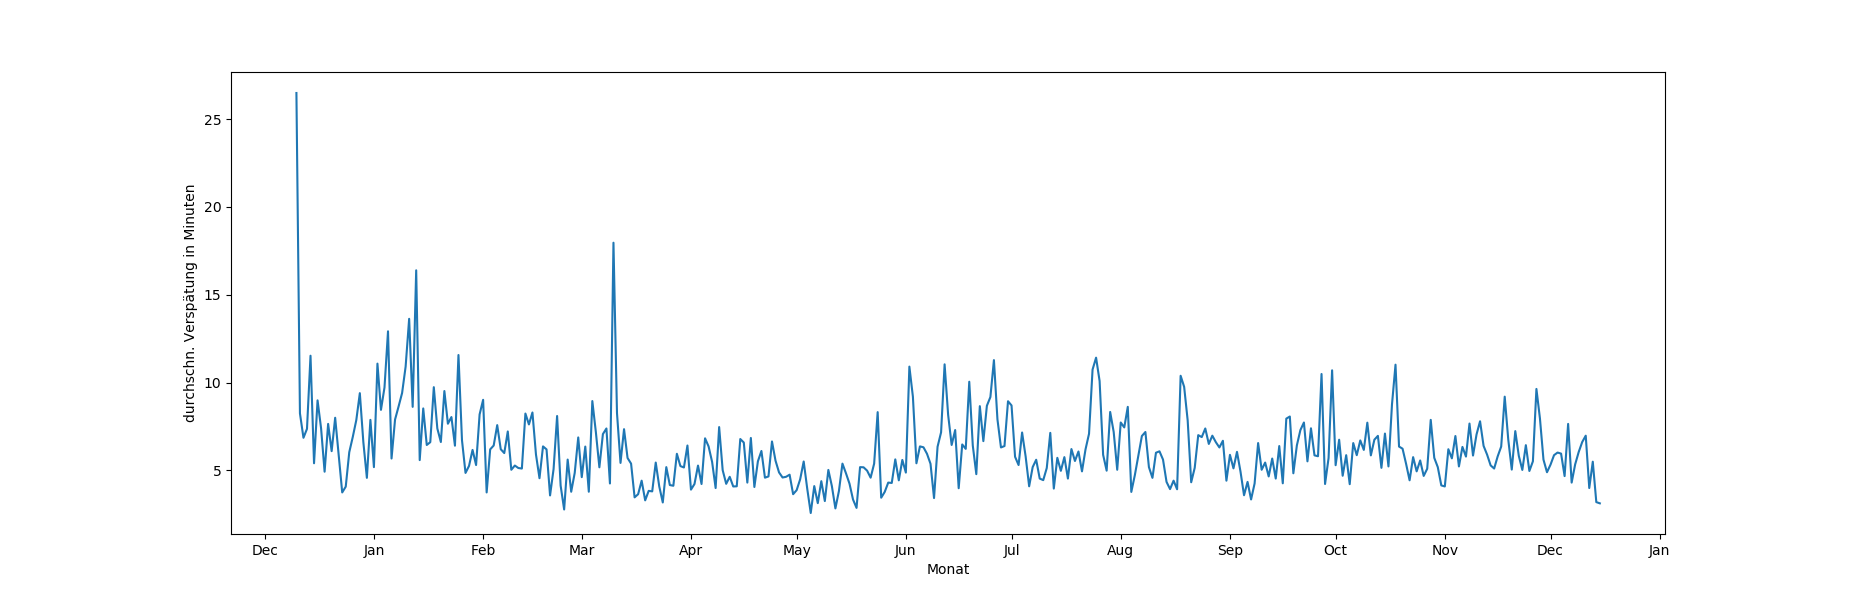 25
20
15
10
5
durchschn. Verspätung in Minuten
Dec Jan Feb Mar Apr May Jun Jul Aug Sep Oct Nov Dec Jan
Monat